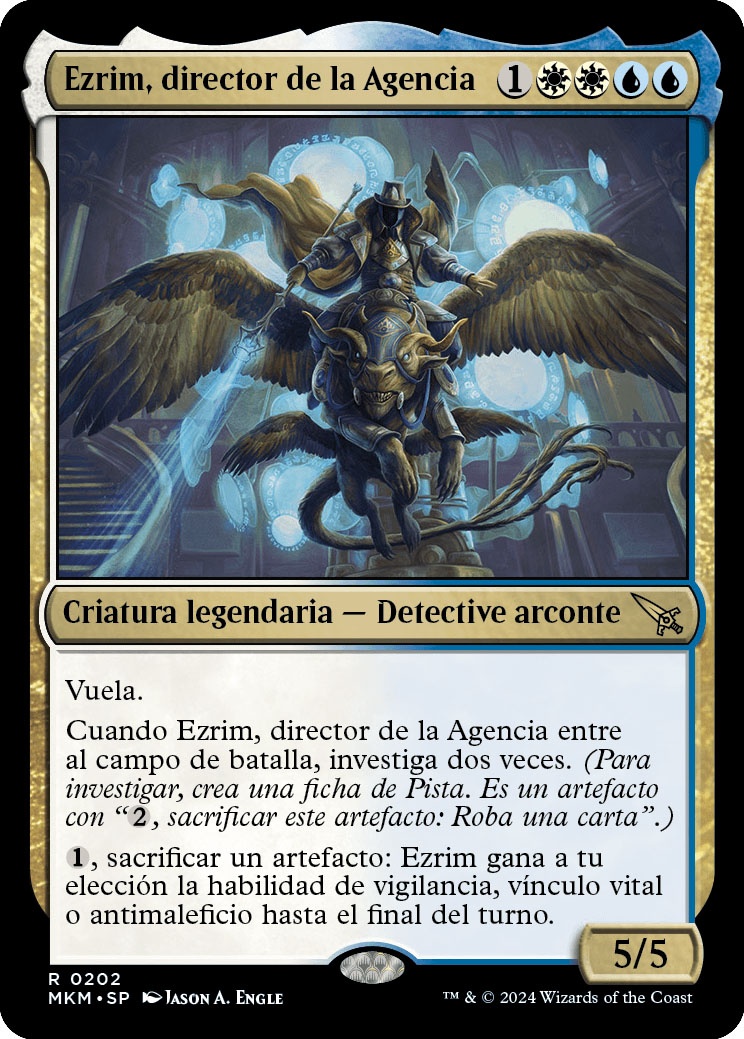 Ezrim, director de la Agencia 1
Criatura legendaria — Detective arconte
Vuela.
Cuando Ezrim, director de la Agencia entre
al campo de batalla, investiga dos veces. (Para
investigar, crea una ficha de Pista. Es un artefacto
con “2, sacrificar este artefacto: Roba una carta”.)
1, sacrificar un artefacto: Ezrim gana a tu
elección la habilidad de vigilancia, vínculo vital
o antimaleficio hasta el final del turno.
5/5
R 0202
MKM • SP Jason A. Engle
™ & © 2024 Wizards of the Coast